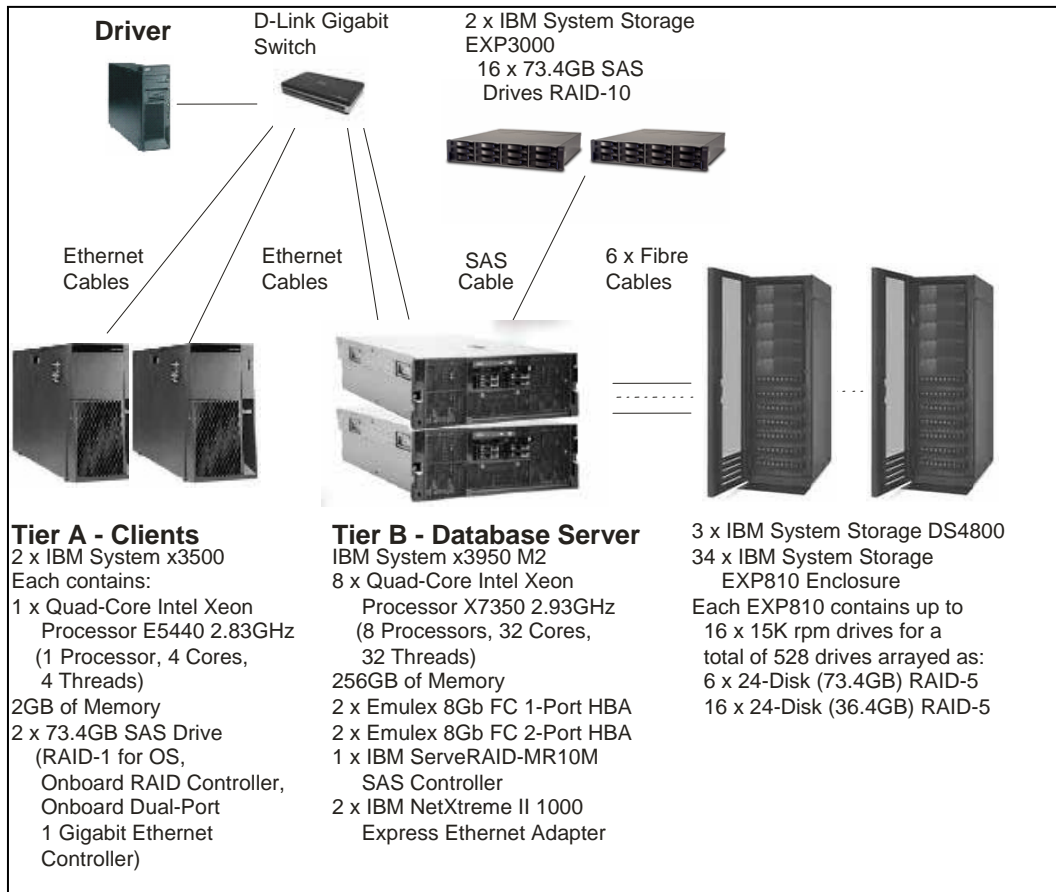 Driver
D-Link Gigabit
Switch
2 x IBM System Storage
EXP3000
16 x 73.4GB SAS
Drives RAID-10
Ethernet
Cables
Ethernet
Cables
SAS
Cable
6 x Fibre
Cables
Tier A - Clients
2 x IBM System x3500
Each contains:
1 x Quad-Core Intel Xeon
Processor E5440 2.83GHz
(1 Processor, 4 Cores,
4 Threads)
2GB of Memory
2 x 73.4GB SAS Drive
(RAID-1 for OS,
Onboard RAID Controller,
Onboard Dual-Port
1 Gigabit Ethernet
Controller)
Tier B - Database Server
IBM System x3950 M2
8 x Quad-Core Intel Xeon
Processor X7350 2.93GHz
(8 Processors, 32 Cores,
32 Threads)
256GB of Memory
2 x Emulex 8Gb FC 1-Port HBA
2 x Emulex 8Gb FC 2-Port HBA
1 x IBM ServeRAID-MR10M
SAS Controller
2 x IBM NetXtreme II 1000
Express Ethernet Adapter
3 x IBM System Storage DS4800
34 x IBM System Storage
EXP810 Enclosure
Each EXP810 contains up to
16 x 15K rpm drives for a
total of 528 drives arrayed as:
6 x 24-Disk (73.4GB) RAID-5
16 x 24-Disk (36.4GB) RAID-5